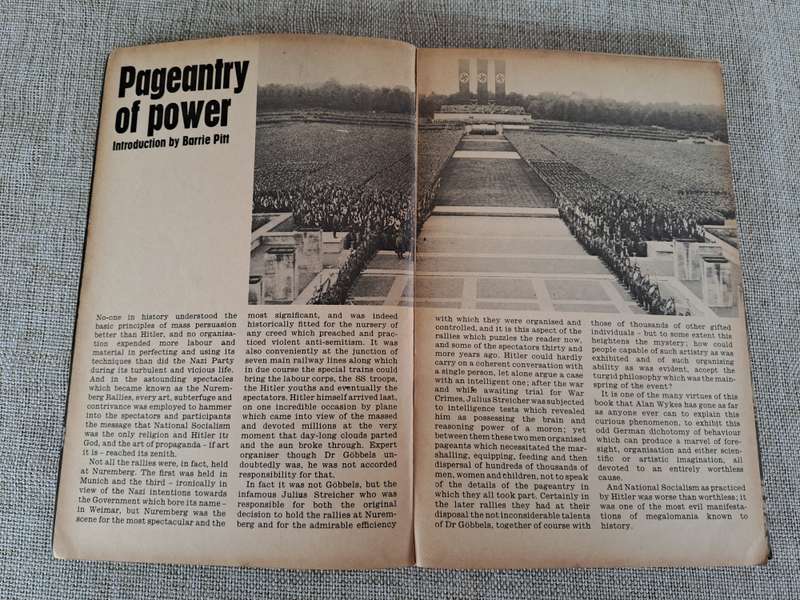 Pageantry
of power
Introduction by Barrie Pitt
No-one in history understood the
basic principles of mass persuasion
better than Hitler, and no organisa-
tion expended more labour and
material in perfecting and using its
techniques than did the Nazi Party
during its turbulent and vicious life.
And in the astounding spectacles
which became known as the Nurem-
berg Rallies, every art, subterfuge and
contrivance was employed to hammer
into the spectators and participants
the message that National Socialism
was the only religion and Hitler its
God, and the art of propaganda – if art
it is – reached its zenith.
Not all the rallies were, in fact, held
at Nuremberg. The first was held in
Munich and the third – ironically in
view of the Nazi intentions towards
the Government which bore its name –
in Weimar, but Nuremberg was the
scene for the most spectacular and the
most significant, and was indeed
historically fitted for the nursery of
any creed which preached and prac-
ticed violent anti-semitism. It was
also conveniently at the junction of
seven main railway lines along which
in due course the special trains could
bring the labour corps, the SS troops,
the Hitler youths and eventually the
spectators. Hitler himself arrived last,
on one incredible occasion by plane
which came into view of the massed
and devoted millions at the very
moment that day-long clouds parted
and the sun broke through. Expert
organiser though Dr Göbbels un-
doubtedly was, he was not accorded
responsibility for that.
In fact it was not Göbbels, but the
infamous Julius Streicher who was
responsible for both the original
decision to hold the rallies at Nurem-
berg and for the admirable efficiency
with which they were organised and
controlled, and it is this aspect of the
rallies which puzzles the reader now,
and some of the spectators thirty and
more years ago. Hitler could hardly
carry on a coherent conversation with
a single person, let alone argue a case
with an intelligent one; after the war
and while awaiting trial for War
Crimes, Julius Streicher was subjected
to intelligence tests which revealed
him as possessing the brain and
reasoning power of a moron; yet
between them these two men organised
pageants which necessitated the mar-
shalling, equipping, feeding and then
dispersal of hundreds of thousands of
men, women and children, not to speak
of the details of the pageantry in
which they all took part. Certainly in
the later rallies they had at their
disposal the not inconsiderable talents
of Dr Göbbels, together of course with
those of thousands of other gifted
individuals – but to some extent this
heightens the mystery; how could
people capable of such artistry as was
exhibited and of such organising
ability as was evident, accept the
turgid philosophy which was the main-
spring of the event?
It is one of the many virtues of this
book that Alan Wykes has gone as far
as anyone ever can to explain this
curious phenomenon, to exhibit this
odd German dichotomy of behaviour
which can produce a marvel of fore-
sight, organisation and either scien-
tific or artistic imagination, all
devoted to an entirely worthless
cause.
And National Socialism as practiced
by Hitler was worse than worthless; it
was one of the most evil manifesta-
tions of megalomania known to
history.